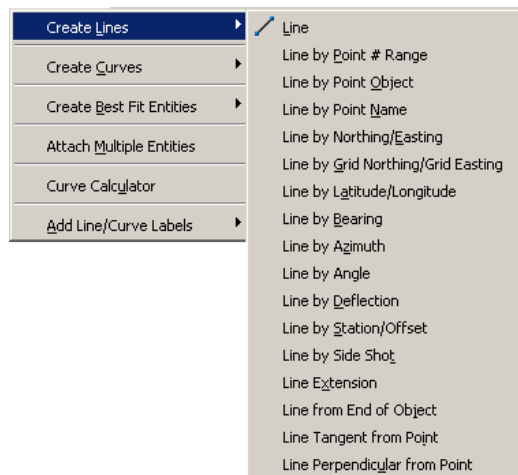 Create Lines
Create Curves
Create Best Fit Entities
Attach Multiple Entities
Curve Calculator
Add Line/Curve Labels
Line
Line by Point # Range
Line by Point Object
Line by Point Name
Line by Northing/Easting
Line by Grid Northing/Grid Easting
Line by Latitude/Longitude
Line by Bearing
Line by Azimuth
Line by Angle
Line by Deflection
Line by Station/Offset
Line by Side Shot
Line Extension
Line from End of Object
Line Tangent from Point
Line Perpendicular from Point